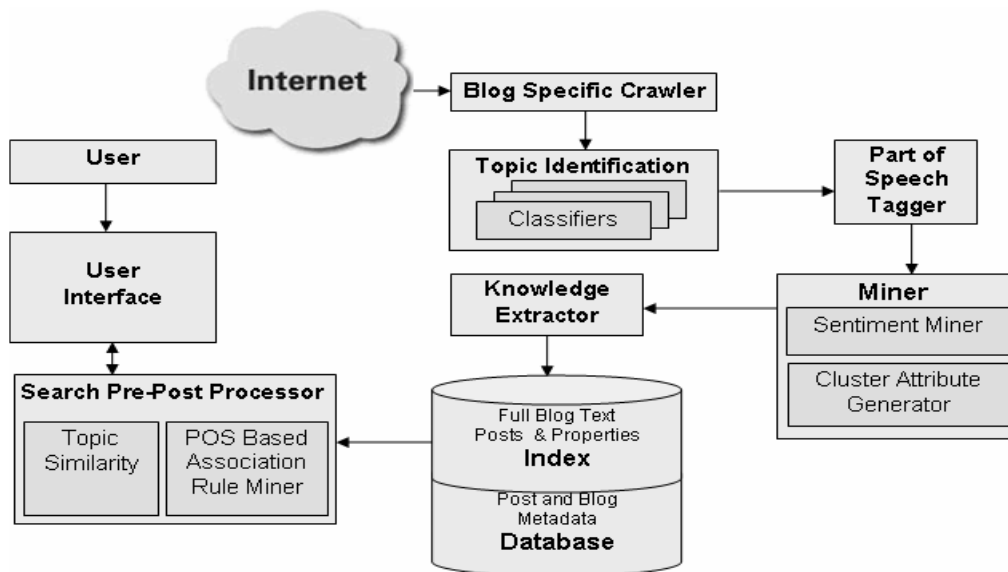 Internet
Blog Specific Crawler
User
Topic Identification
Classifiers
Part of
Speech
Tagger
User
Interface
Knowledge
Extractor
Miner
Sentiment Miner
Cluster Attribute
Generator
Search Pre-Post Processor
Topic
Similarity
POS Based
Association
Rule Miner
Full Blog Text
Posts & Properties
Index
Post and Blog
Metadata
Database